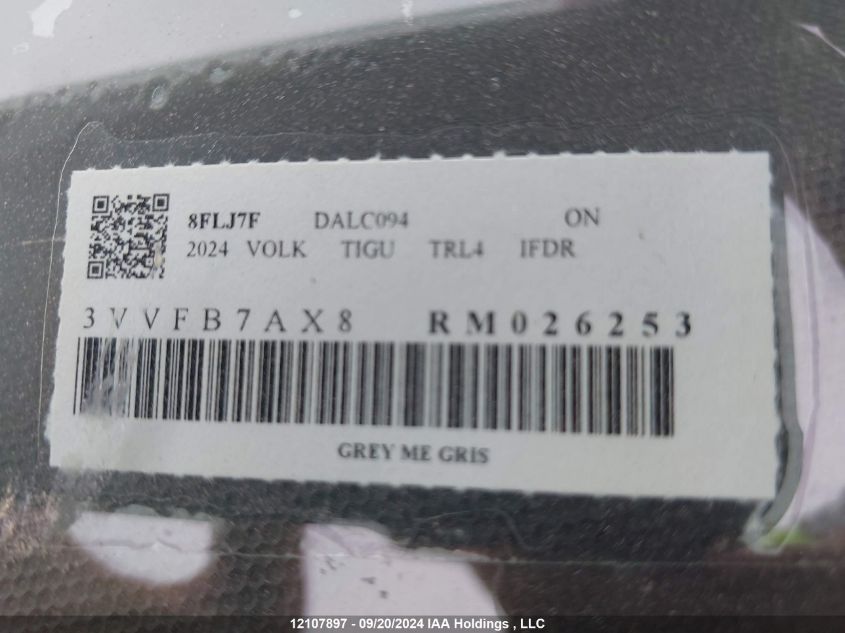 8FLJ7F DALC094 ON
2024 VOLK TIGU TRL4 IFDR
3VVFB7AX8 RM026253
GREY ME GRIS
12107897 - 09/20/2024 IAA Holdings , LLC